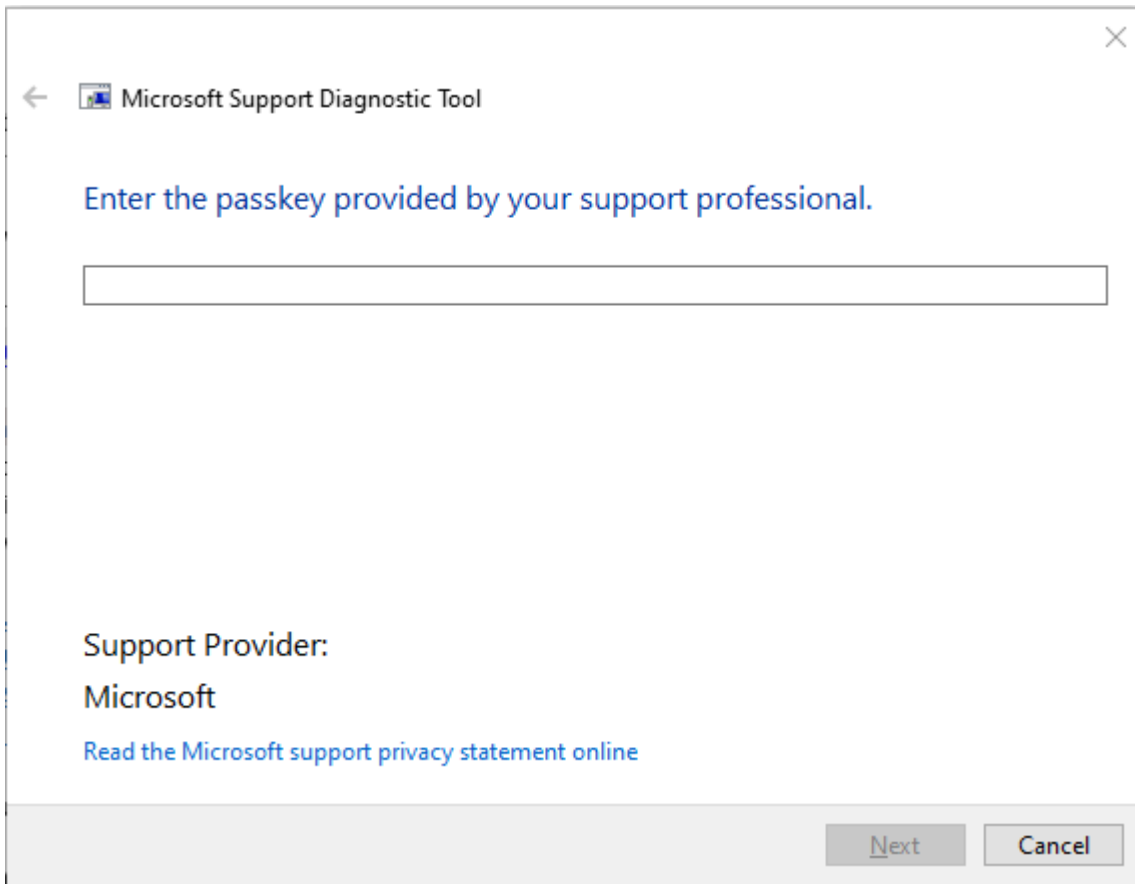 Microsoft Support Diagnostic Tool
Enter the passkey provided by your support professional.
Support Provider:
Microsoft
Read the Microsoft support privacy statement online
Next
Cancel